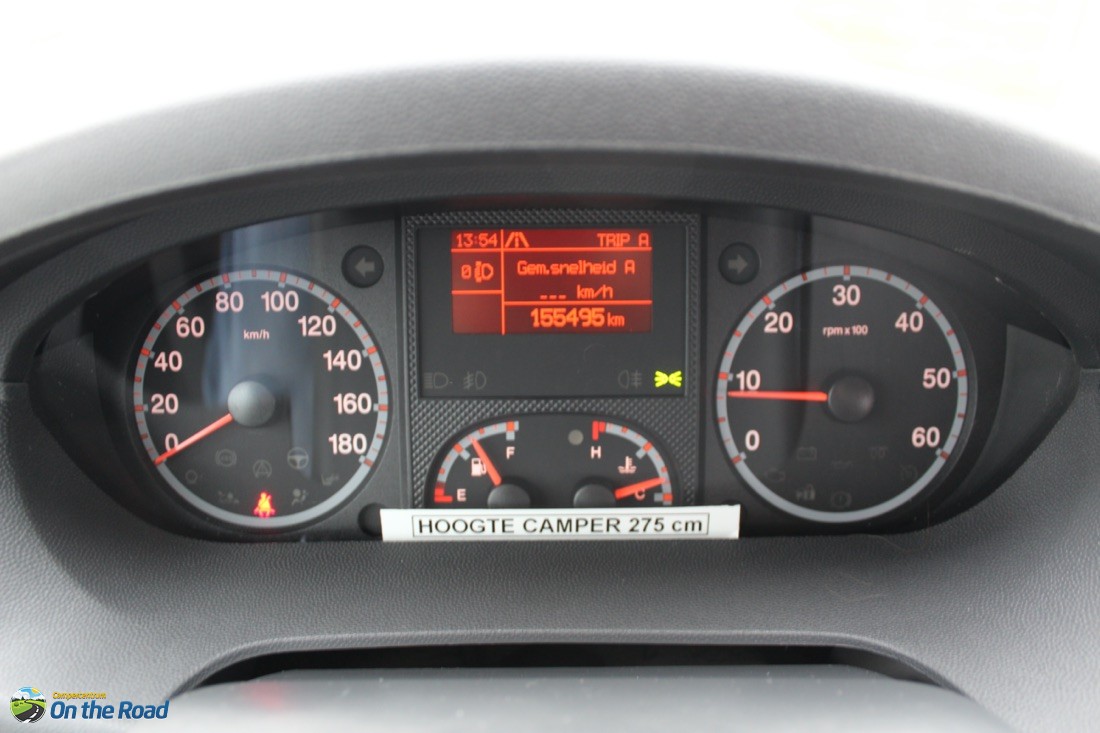 13:54 TRIP A
0 Gem.snelheid A
--- km/h
155495 km
0 20 40 60 80 100 120 140 160 180
km/h
0 10 20 30 40 50 60
rpm x 100
E F
H C
HOOGTE CAMPER 275 cm
Campercentrum
On the Road